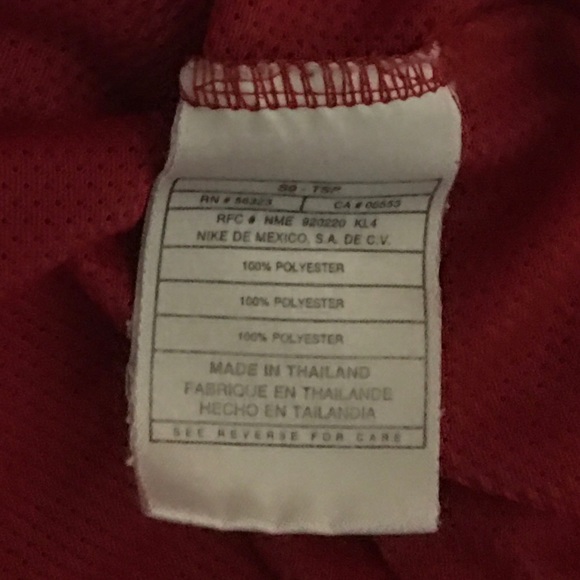 RN # 56323 CA # 05553
RFC # NME 920220 KL4
NIKE DE MEXICO, S.A. DE C.V.
100% POLYESTER
100% POLYESTER
100% POLYESTER
MADE IN THAILAND
FABRIQUE EN THAILANDE
HECHO EN TAILANDIA
SEE REVERSE FOR CARE